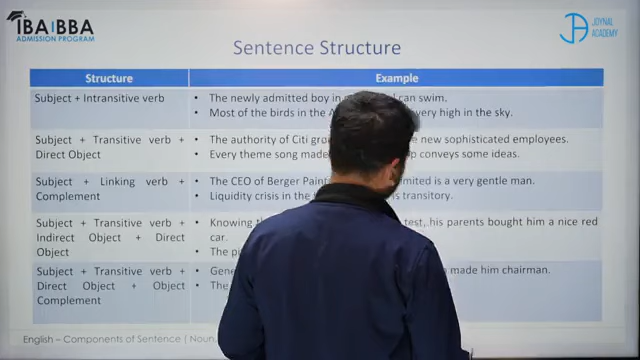 IBA|BBA
ADMISSION PROGRAM
JOYNAL
ACADEMY
Sentence Structure
Structure
Example
Subject + Intransitive verb
• The newly admitted boy in can swim.
• Most of the birds in the very high in the sky.
Subject + Transitive verb +
Direct Object
• The authority of Citi new sophisticated employees.
• Every theme song made conveys some ideas.
Subject + Linking verb +
Complement
• The CEO of Berger is a very gentle man.
• Liquidity crisis in the is transitory.
Subject + Transitive verb +
Indirect Object + Direct
Object
• Knowing test, his parents bought him a nice red
car.
• The
Subject + Transitive verb +
Direct Object + Object
Complement
• made him chairman.
• The
English – Components of Sentence | Noun,